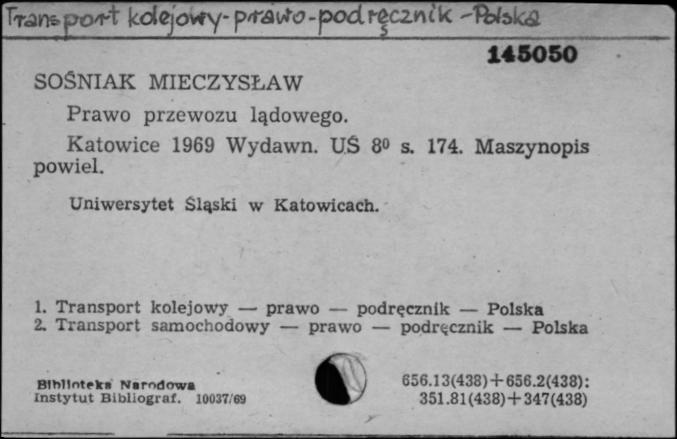 Transport kolejowy-prawo-podręcznik-Polska
145050
SOŚNIAK MIECZYSŁAW
Prawo przewozu lądowego.
Katowice 1969 Wydawn. UŚ 8⁰ s. 174. Maszynopis
powiel.
Uniwersytet Śląski w Katowicach.
1. Transport kolejowy — prawo — podręcznik — Polska
2. Transport samochodowy — prawo — podręcznik — Polska
Biblioteka Narodowa
Instytut Bibliograf. 10037/69
656.13(438)+656.2(438):
351.81(438)+347(438)